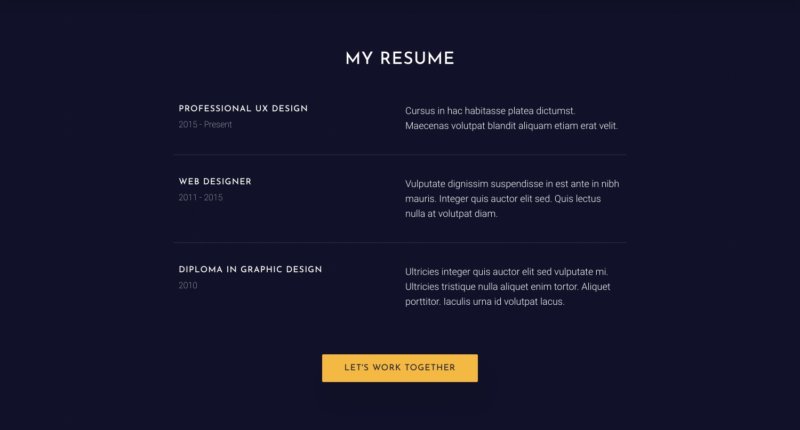 MY RESUME
PROFESSIONAL UX DESIGN
2015 - Present
Cursus in hac habitasse platea dictumst.
Maecenas volutpat blandit aliquam etiam erat velit.
WEB DESIGNER
2011 - 2015
Vulputate dignissim suspendisse in est ante in nibh
mauris. Integer quis auctor elit sed. Quis lectus
nulla at volutpat diam.
DIPLOMA IN GRAPHIC DESIGN
2010
Ultricies integer quis auctor elit sed vulputate mi.
Ultricies tristique nulla aliquet enim tortor. Aliquet
porttitor. Iaculis urna id volutpat lacus.
LET'S WORK TOGETHER